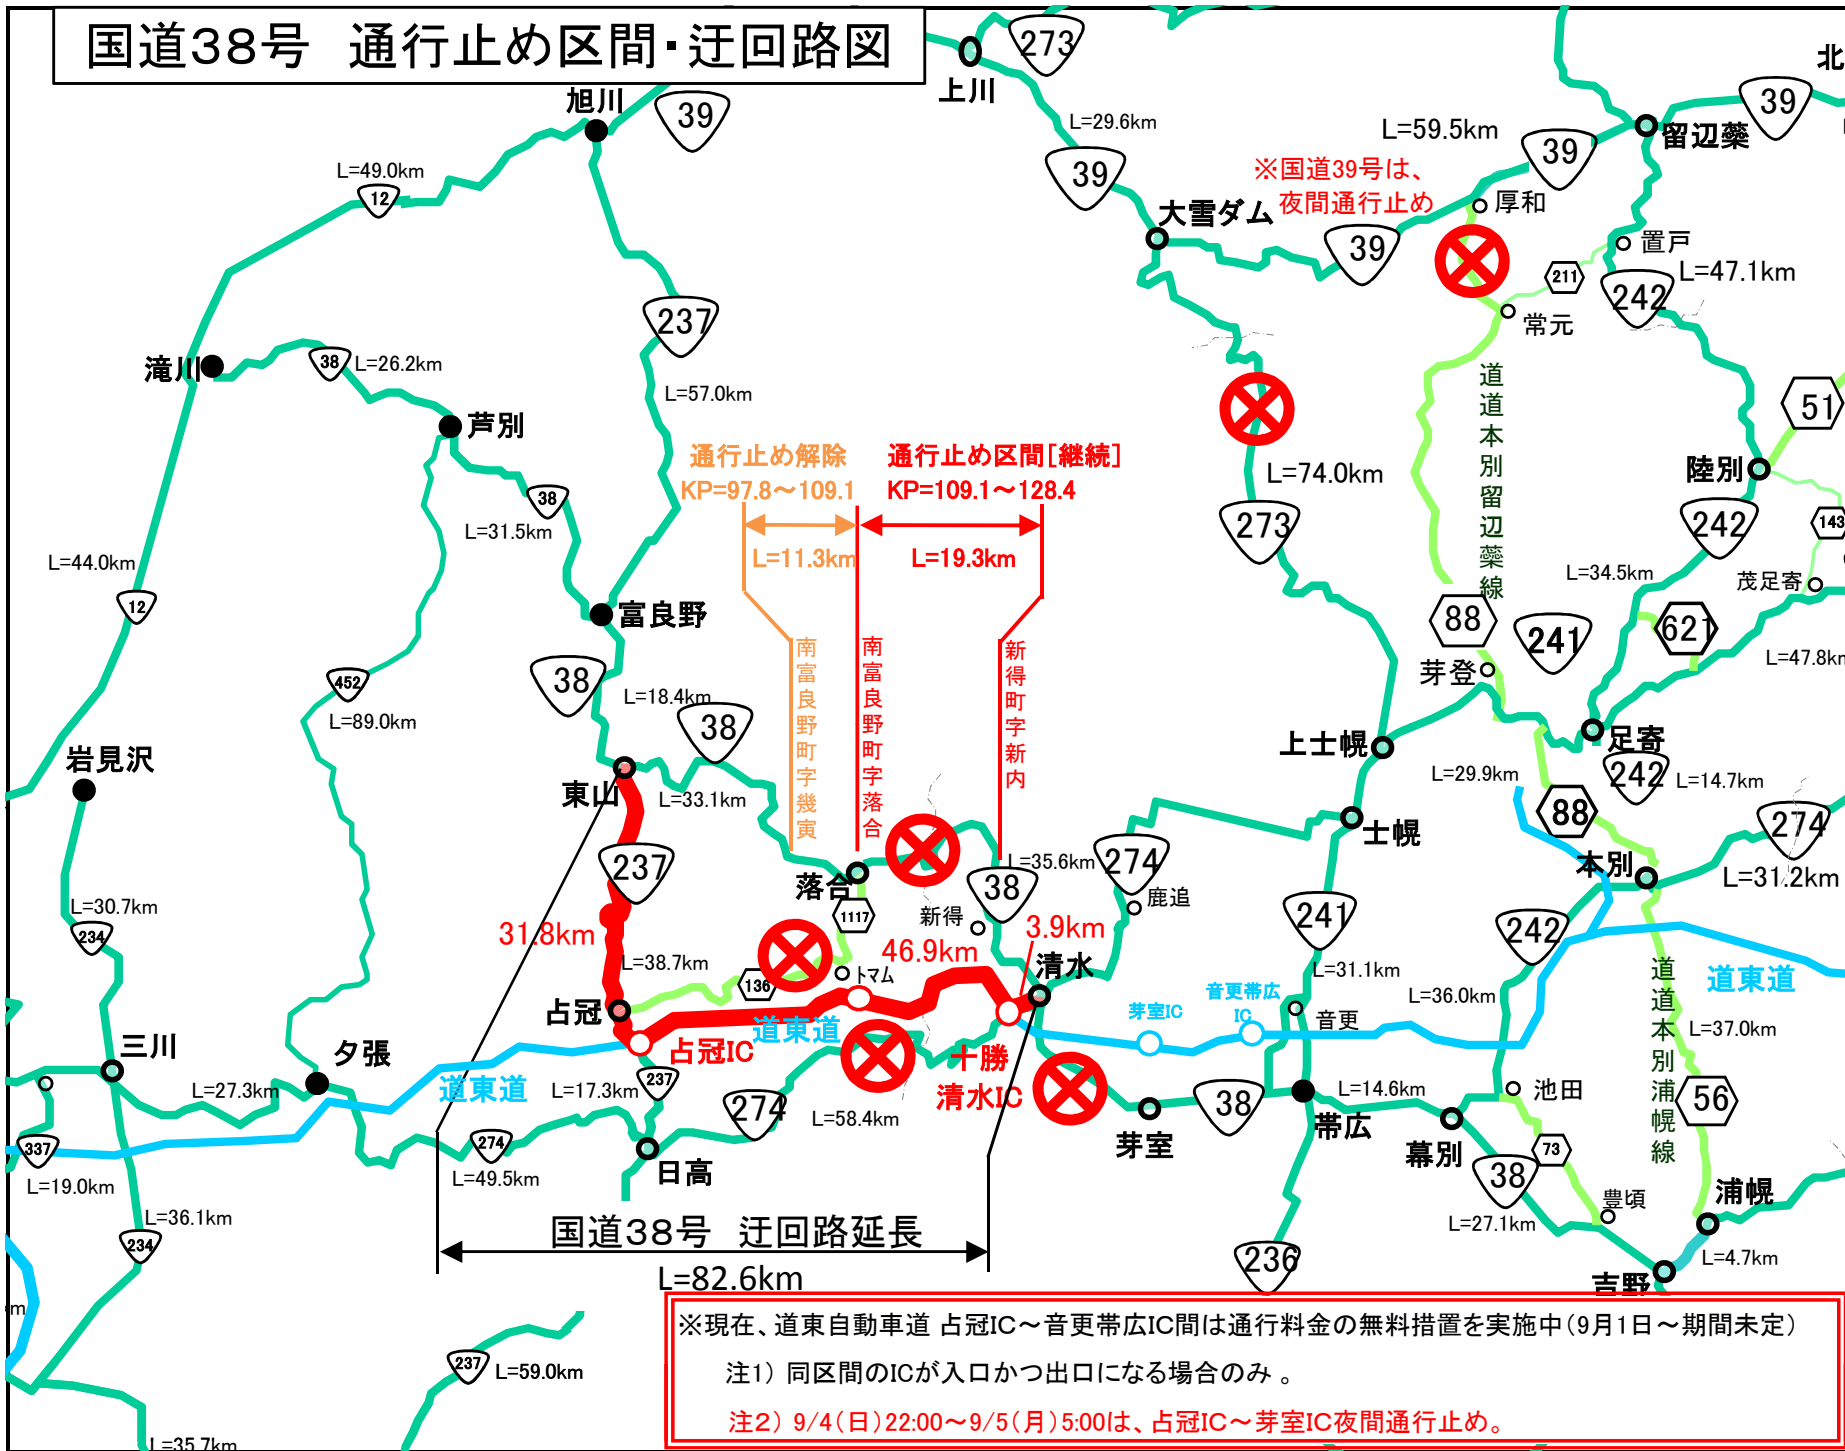 国道38号　通行止め区間・迂回路図
273
上川
北
39
旭川
39
L=29.6km
L=59.5km
留辺蘂
39
L=49.0km
12
39
※国道39号は、
夜間通行止め
厚和
大雪ダム
39
置戸
L=47.1km
211
242
常元
237
滝川
38
L=26.2km
L=57.0km
芦別
道道本別留辺蘂線
51
通行止め解除
KP=97.8～109.1
通行止め区間[継続]
KP=109.1～128.4
L=74.0km
陸別
38
L=31.5km
273
242
143
L=11.3km
L=19.3km
L=44.0km
12
L=34.5km
茂足寄
富良野
88
241
621
L=47.8km
南富良野町字幾寅
南富良野町字落合
新得町字新内
38
452
L=18.4km
芽登
L=89.0km
38
上士幌
足寄
岩見沢
東山
L=33.1km
L=29.9km
242
L=14.7km
88
274
士幌
237
落合
L=35.6km
274
本別
L=31.2km
38
鹿追
1117
新得
L=30.7km
234
31.8km
3.9km
241
242
46.9km
L=38.7km
清水
トマム
136
L=31.1km
道道本別浦幌線
道東道
音更帯広
IC
L=36.0km
占冠
芽室IC
音更
L=37.0km
三川
夕張
占冠IC
道東道
十勝
清水IC
L=27.3km
道東道
L=17.3km
237
L=14.6km
池田
274
L=58.4km
38
56
帯広
芽室
幕別
337
274
日高
73
L=19.0km
L=49.5km
38
豊頃
浦幌
L=36.1km
234
国道38号　迂回路延長
L=27.1km
L=4.7km
L=82.6km
236
吉野
m
※現在、道東自動車道 占冠IC～音更帯広IC間は通行料金の無料措置を実施中(9月1日～期間未定)
注1) 同区間のICが入口かつ出口になる場合のみ 。
注2) 9/4(日)22:00～9/5(月)5:00は、占冠IC～芽室IC夜間通行止め。
237
L=59.0km
L=35.7km